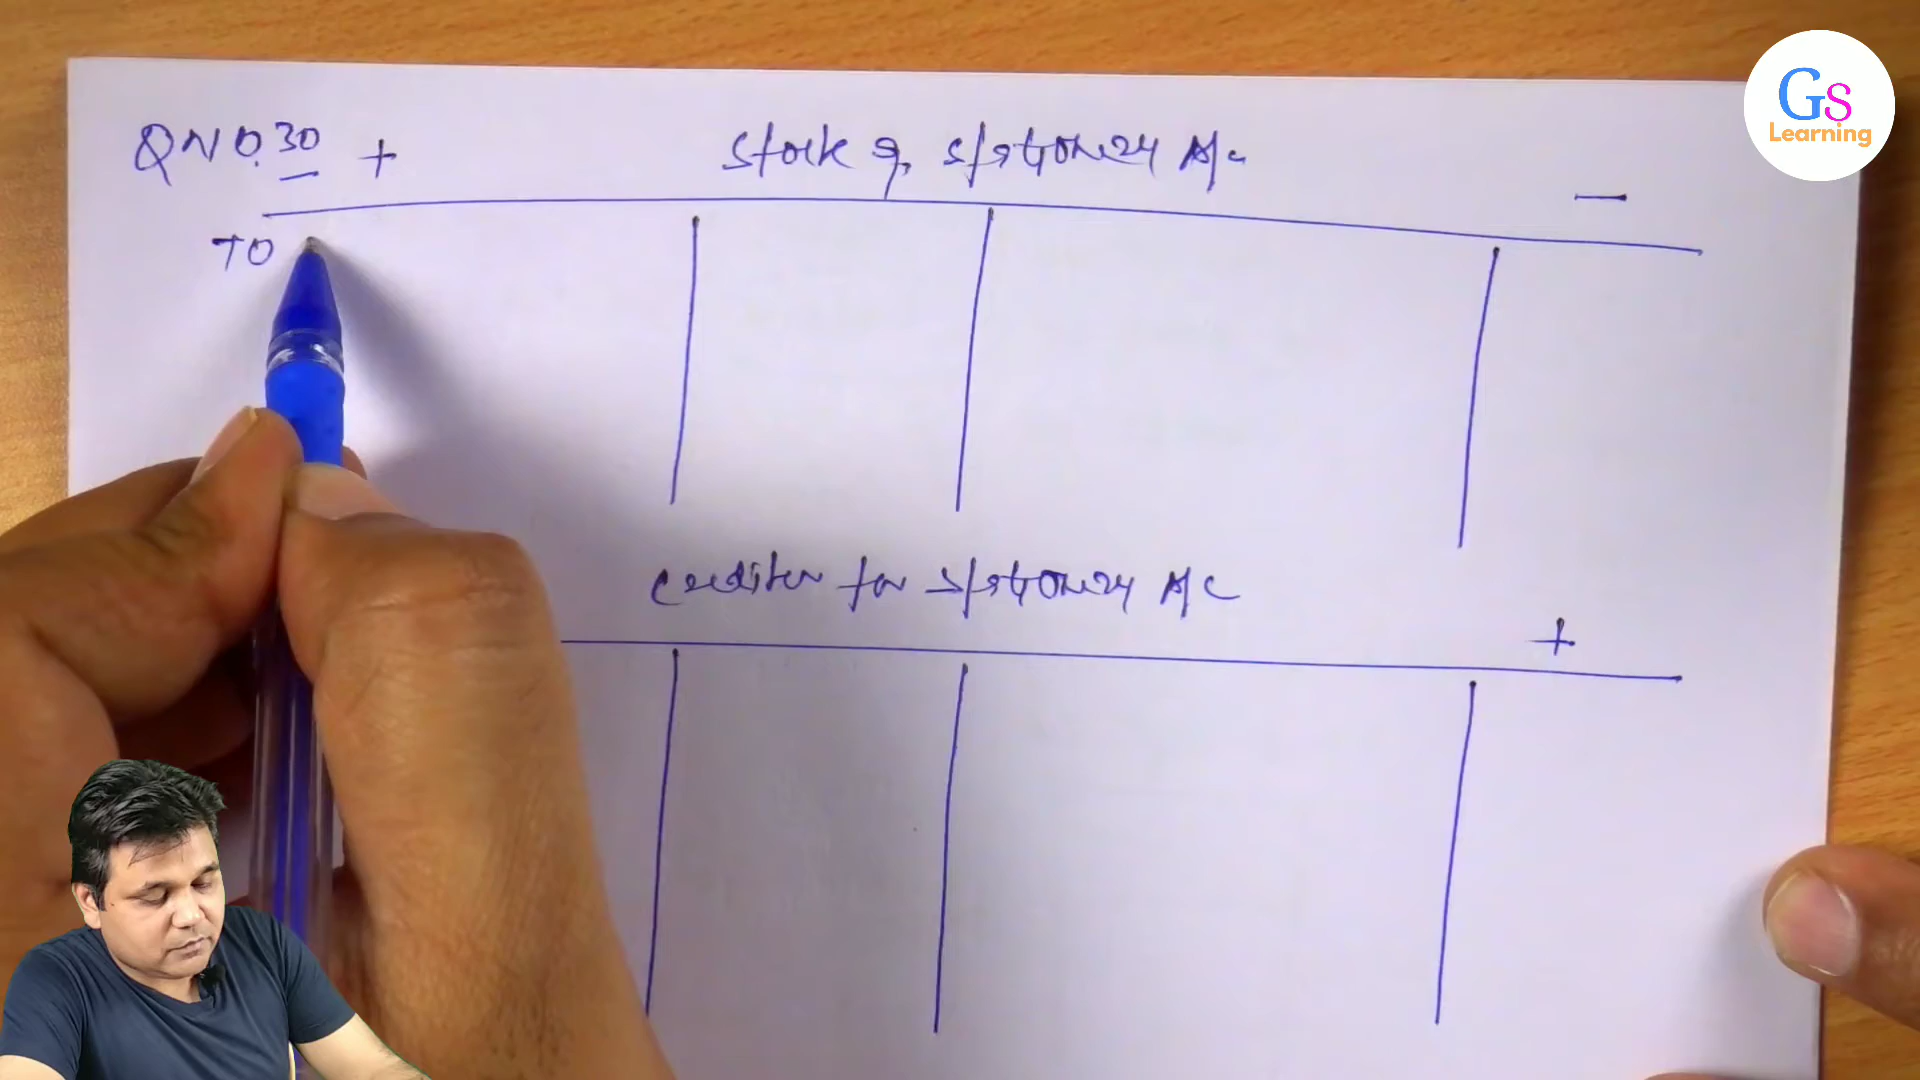 GS
Learning
Q NO.30 +
Stock of stationery A/c
—
TO
creditor for stationery A/c
+